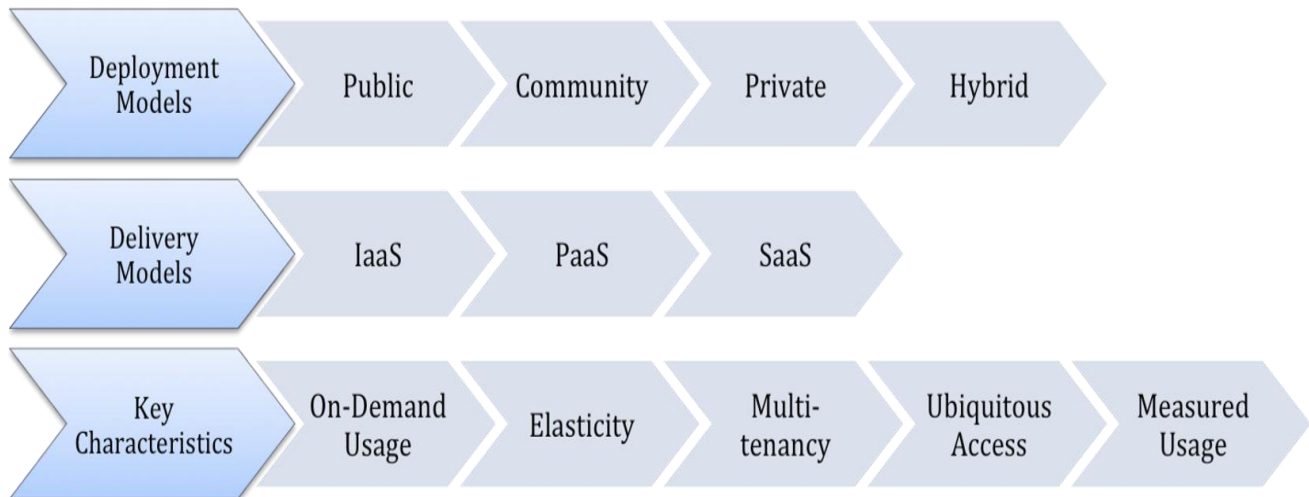 Deployment
Models
Public
Community
Private
Hybrid
Delivery
Models
IaaS
PaaS
SaaS
Key
Characteristics
On-Demand
Usage
Elasticity
Multi-
tenancy
Ubiquitous
Access
Measured
Usage